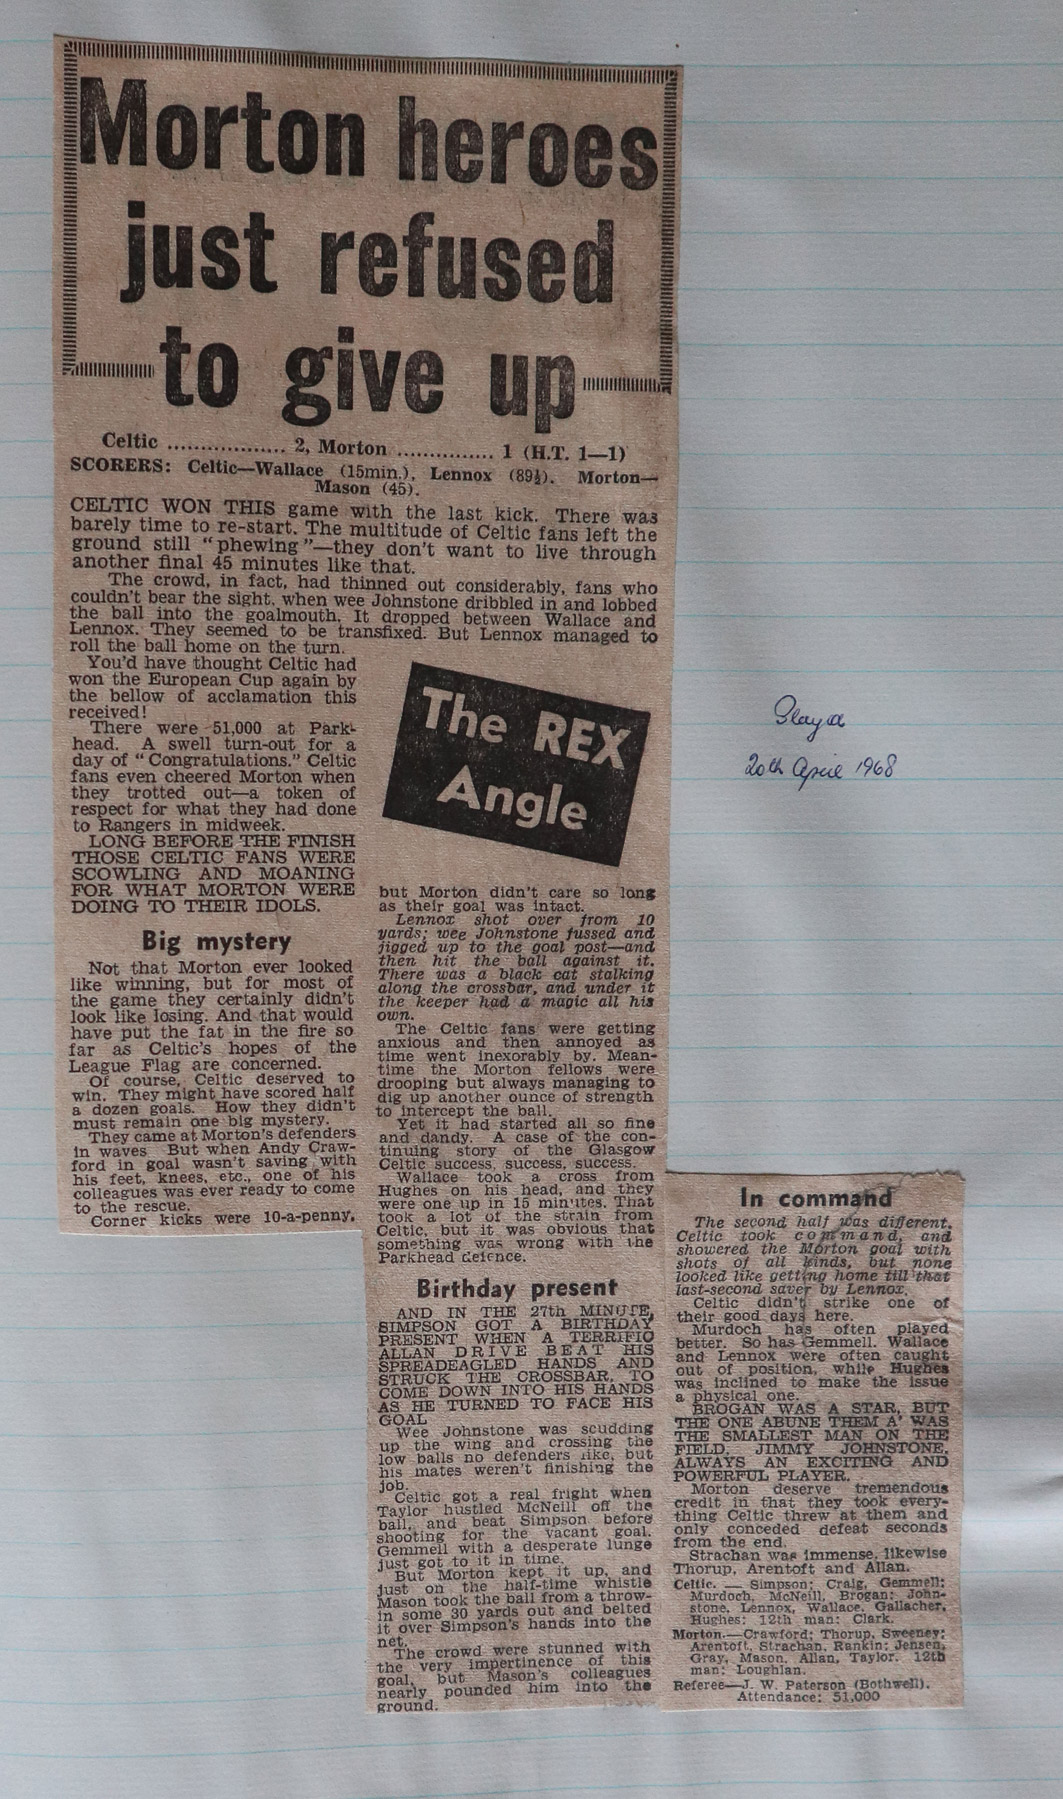 Morton heroes
just refused
to give up
Celtic ................. 2, Morton .............. 1 (H.T. 1—1)
SCORERS: Celtic—Wallace (15min.), Lennox (89½). Morton—
Mason (45).
CELTIC WON THIS game with the last kick. There was
barely time to re-start. The multitude of Celtic fans left the
ground still "phewing"—they don't want to live through
another final 45 minutes like that.
The crowd, in fact, had thinned out considerably, fans who
couldn't bear the sight, when wee Johnstone dribbled in and lobbed
the ball into the goalmouth. It dropped between Wallace and
Lennox. They seemed to be transfixed. But Lennox managed to
roll the ball home on the turn.
You'd have thought Celtic had
won the European Cup again by
the bellow of acclamation this
received!
There were 51,000 at Park-
head. A swell turn-out for a
day of "Congratulations." Celtic
fans even cheered Morton when
they trotted out—a token of
respect for what they had done
to Rangers in midweek.
LONG BEFORE THE FINISH
THOSE CELTIC FANS WERE
SCOWLING AND MOANING
FOR WHAT MORTON WERE
DOING TO THEIR IDOLS.
Big mystery
Not that Morton ever looked
like winning, but for most of
the game they certainly didn't
look like losing. And that would
have put the fat in the fire so
far as Celtic's hopes of the
League Flag are concerned.
Of course, Celtic deserved to
win. They might have scored half
a dozen goals. How they didn't
must remain one big mystery.
They came at Morton's defenders
in waves But when Andy Craw-
ford in goal wasn't saving with
his feet, knees, etc., one of his
colleagues was ever ready to come
to the rescue.
Corner kicks were 10-a-penny,
The REX
Angle
but Morton didn't care so long
as their goal was intact.
Lennox shot over from 10
yards; wee Johnstone fussed and
jigged up to the goal post—and
then hit the ball against it.
There was a black cat stalking
along the crossbar, and under it
the keeper had a magic all his
own.
The Celtic fans were getting
anxious and then annoyed as
time went inexorably by. Mean-
time the Morton fellows were
drooping but always managing to
dig up another ounce of strength
to intercept the ball.
Yet it had started all so fine
and dandy. A case of the con-
tinuing story of the Glasgow
Celtic success, success, success.
Wallace took a cross from
Hughes on his head, and they
were one up in 15 minutes. That
took a lot of the strain from
Celtic, but it was obvious that
something was wrong with the
Parkhead defence.
Birthday present
AND IN THE 27th MINUTE,
SIMPSON GOT A BIRTHDAY
PRESENT WHEN A TERRIFIC
ALLAN DRIVE BEAT HIS
SPREADEAGLED HANDS AND
STRUCK THE CROSSBAR, TO
COME DOWN INTO HIS HANDS
AS HE TURNED TO FACE HIS
GOAL
Wee Johnstone was scudding
up the wing and crossing the
low balls no defenders like, but
his mates weren't finishing the
job.
Celtic got a real fright when
Taylor hustled McNeill off the
ball, and beat Simpson before
shooting for the vacant goal.
Gemmell with a desperate lunge
just got to it in time.
But Morton kept it up, and
just on the half-time whistle
Mason took the ball from a throw-
in some 30 yards out and belted
it over Simpson's hands into the
net.
The crowd were stunned with
the very impertinence of this
goal, but Mason's colleagues
nearly pounded him into the
ground.
In command
The second half was different.
Celtic took command, and
showered the Morton goal with
shots of all kinds, but none
looked like getting home till that
last-second saver by Lennox.
Celtic didn't strike one of
their good days here.
Murdoch has often played
better. So has Gemmell. Wallace
and Lennox were often caught
out of position, while Hughes
was inclined to make the issue
a physical one.
BROGAN WAS A STAR, BUT
THE ONE ABUNE THEM A' WAS
THE SMALLEST MAN ON THE
FIELD, JIMMY JOHNSTONE,
ALWAYS AN EXCITING AND
POWERFUL PLAYER.
Morton deserve tremendous
credit in that they took every-
thing Celtic threw at them and
only conceded defeat seconds
from the end.
Strachan was immense, likewise
Thorup, Arentoft and Allan.
Celtic. — Simpson; Craig, Gemmell;
Murdoch, McNeill, Brogan; John-
stone, Lennox, Wallace, Gallacher,
Hughes; 12th man: Clark.
Morton.—Crawford; Thorup, Sweeney;
Arentoft, Strachan, Rankin; Jensen,
Gray, Mason, Allan, Taylor. 12th
man: Loughlan.
Referee—J. W. Paterson (Bothwell).
Attendance: 51,000
Played
20th April 1968